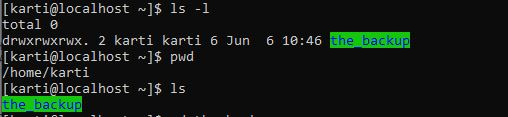 [karti@localhost ~]$ ls -l
total 0
drwxrwxrwx. 2 karti karti 6 Jun  6 10:46 the_backup
[karti@localhost ~]$ pwd
/home/karti
[karti@localhost ~]$ ls
the_backup